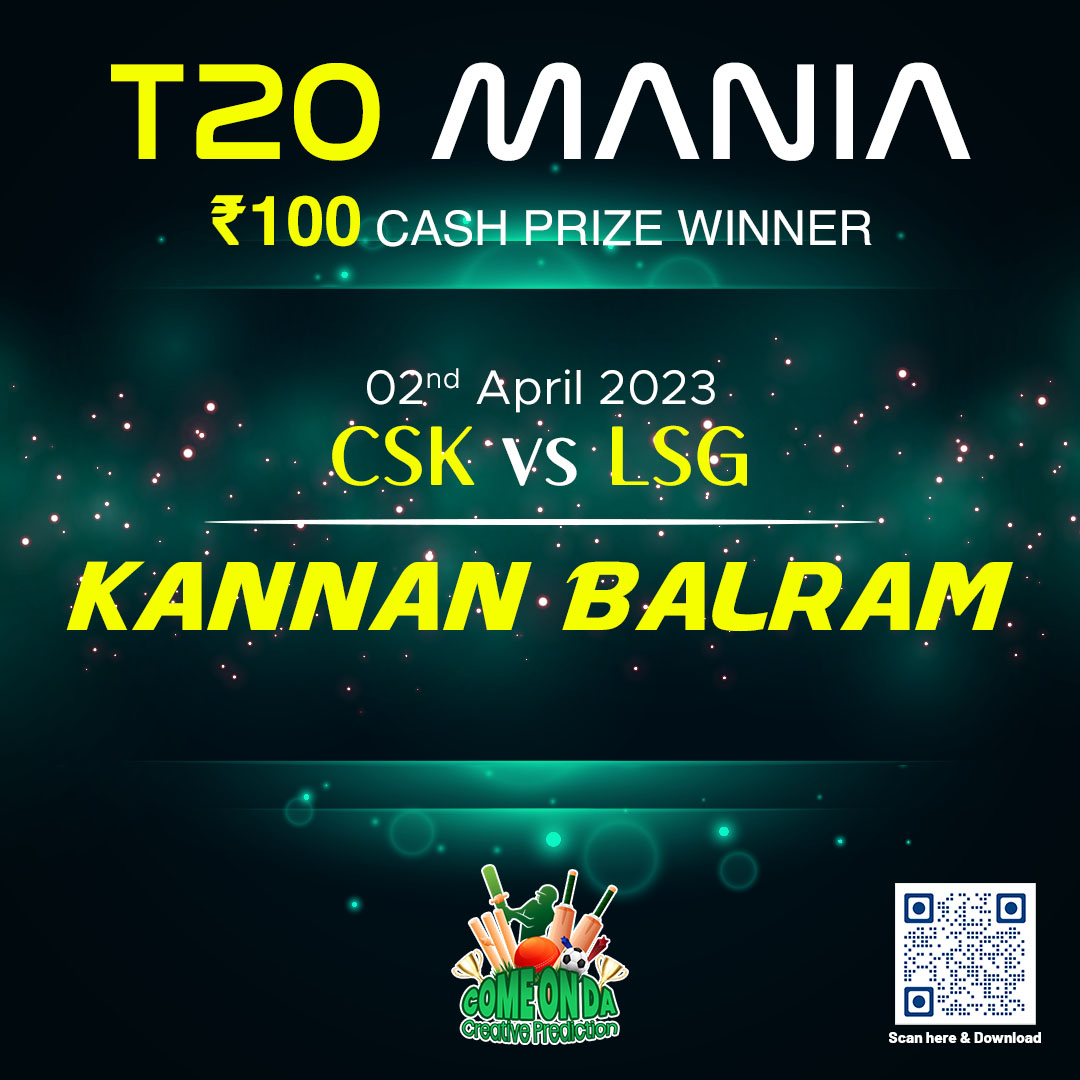 T20 MANIA
₹100 CASH PRIZE WINNER
02nd April 2023
CSK vs LSG
KANNAN BALRAM
COME ON DA
Creative Prediction
Scan here & Download